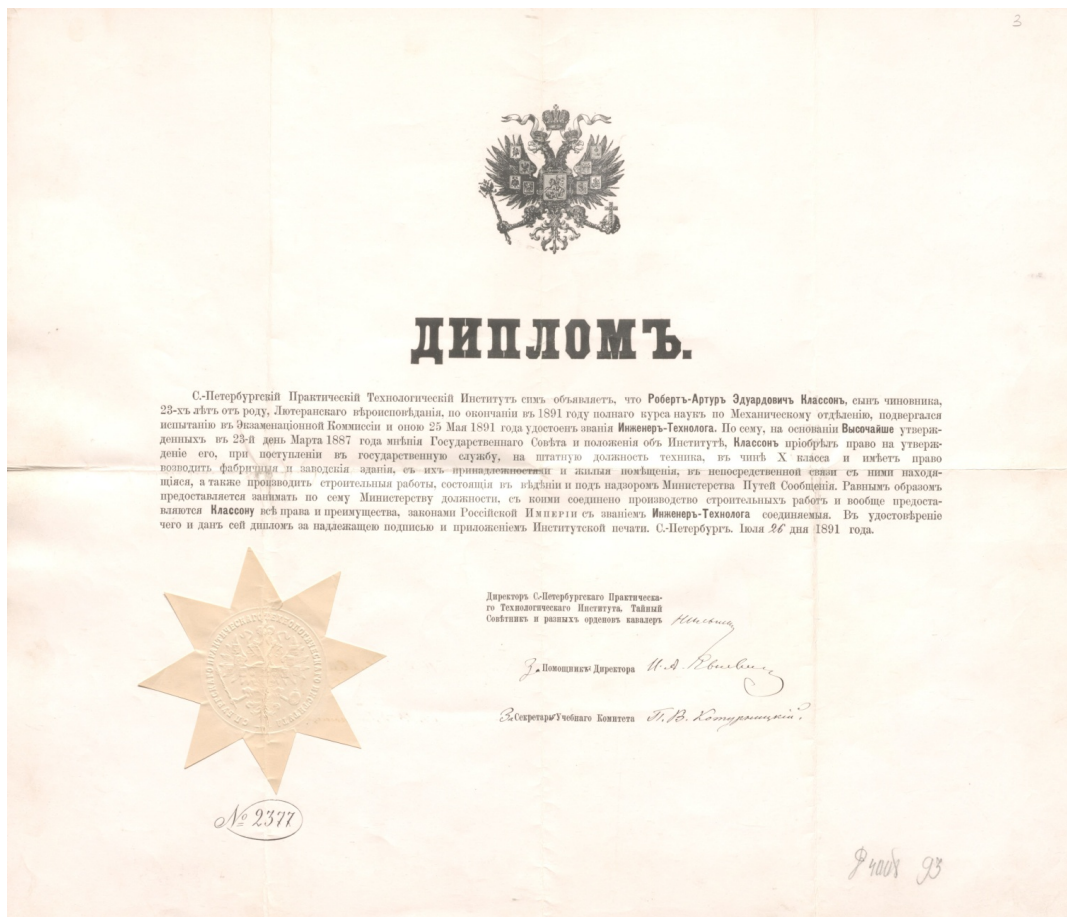 3
ДИПЛОМЪ.
С.-Петербургскій Практическій Технологическій Институтъ симъ объявляетъ, что Робертъ-Артуръ Эдуардовичъ Классонъ, сынъ чиновника,
23-хъ лѣтъ отъ роду, Лютеранскаго вѣроисповѣданія, по окончаніи въ 1891 году полнаго курса наукъ по Механическому отдѣленію, подвергался
испытанію въ Экзаменаціонной Коммиссіи и оною 25 Мая 1891 года удостоенъ званія Инженеръ-Технолога. По сему, на основаніи Высочайше утверж-
денныхъ въ 23-й день Марта 1887 года мнѣнія Государственнаго Совѣта и положенія объ Институтѣ, Классонъ пріобрѣлъ право на утверж-
деніе его, при поступленіи въ государственную службу, на штатную должность техника, въ чинѣ X класса и имѣетъ право
возводить фабричныя и заводскія зданія, съ ихъ принадлежностями и жилыя помѣщенія, въ непосредственной связи съ ними находя-
щіяся, а также производить строительныя работы, состоящія въ вѣдѣніи и подъ надзоромъ Министерства Путей Сообщенія. Равнымъ образомъ
предоставляется занимать по сему Министерству должности, съ коими соединено производство строительныхъ работъ и вообще предоста-
вляются Классону всѣ права и преимущества, законами Россійской Имперіи съ званіемъ Инженеръ-Технолога соединяемыя. Въ удостовѣреніе
чего и данъ сей дипломъ за надлежащею подписью и приложеніемъ Институтской печати. С.-Петербургъ. Іюля 26 дня 1891 года.
Директоръ С.-Петербургскаго Практическа-
го Технологическаго Института. Тайный
Совѣтникъ и разныхъ орденовъ кавалеръ
З. Помощникъ Директора И. А.
З. Секретарь Учебнаго Комитета П. В. Котурницкій.
№ 2377
93